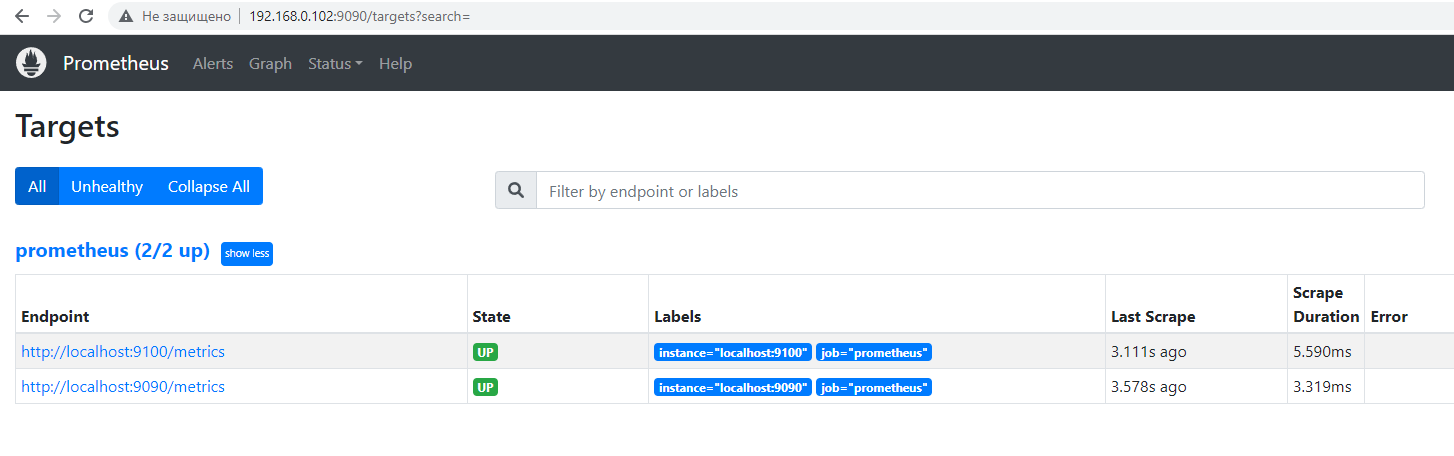 Не защищено 192.168.0.102:9090/targets?search=
Prometheus Alerts Graph Status Help
Targets
All Unhealthy Collapse All Filter by endpoint or labels
prometheus (2/2 up) show less
Endpoint State Labels Last Scrape Scrape Duration Error
http://localhost:9100/metrics UP instance="localhost:9100" job="prometheus" 3.111s ago 5.590ms
http://localhost:9090/metrics UP instance="localhost:9090" job="prometheus" 3.578s ago 3.319ms